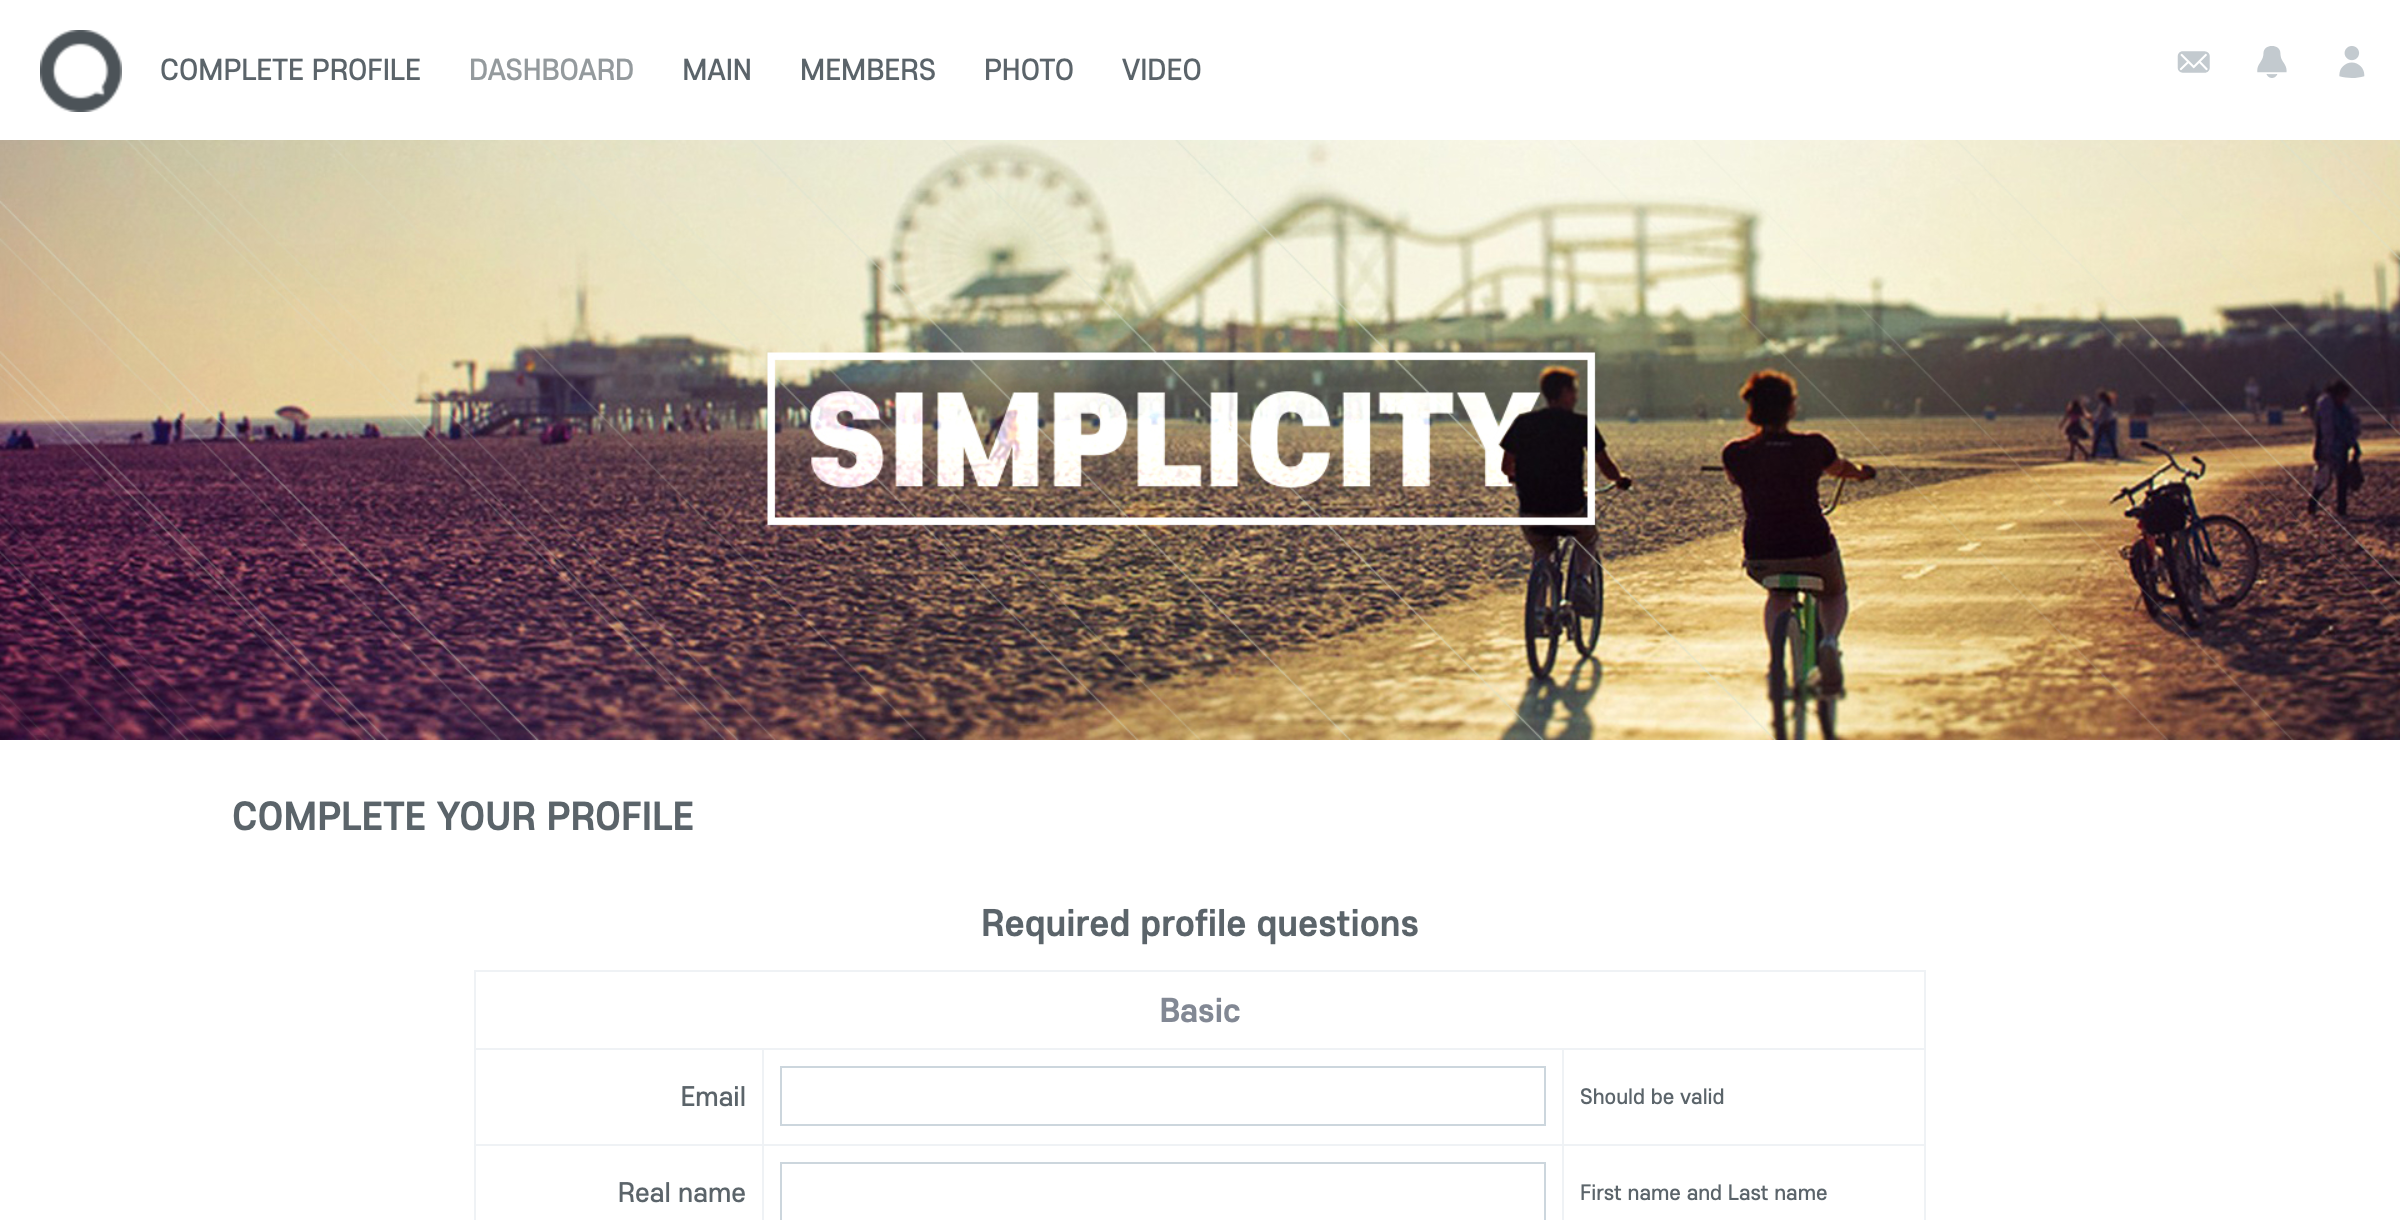 COMPLETE PROFILE DASHBOARD MAIN MEMBERS PHOTO VIDEO
SIMPLICITY
COMPLETE YOUR PROFILE
Required profile questions
Basic
Email Should be valid
Real name First name and Last name